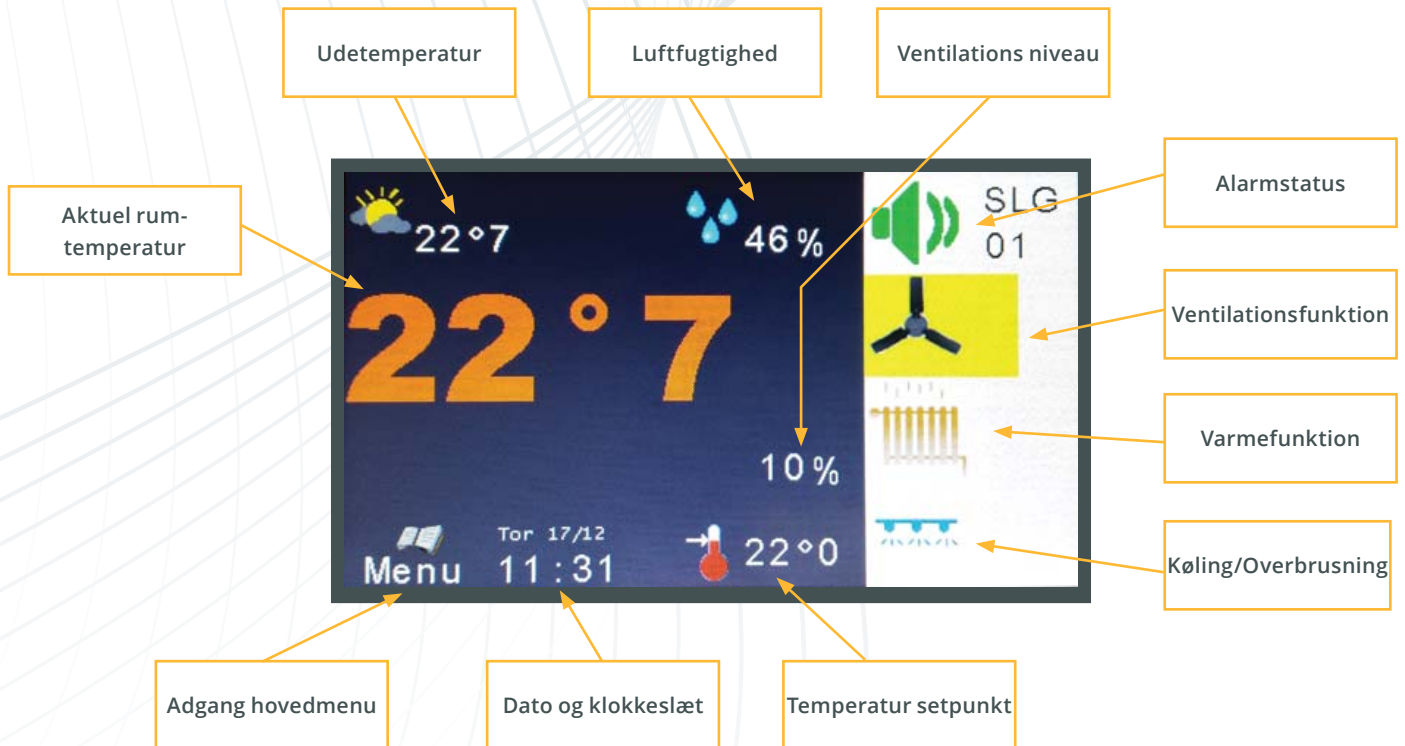 Udetemperatur
Luftfugtighed
Ventilations niveau
Aktuel rum-
temperatur
22°7
46%
SLG
01
Alarmstatus
22°7
Ventilationsfunktion
Varmefunktion
10%
Tor 17/12
Menu
11:31
22°0
Køling/Overbrusning
Adgang hovedmenu
Dato og klokkeslæt
Temperatur setpunkt